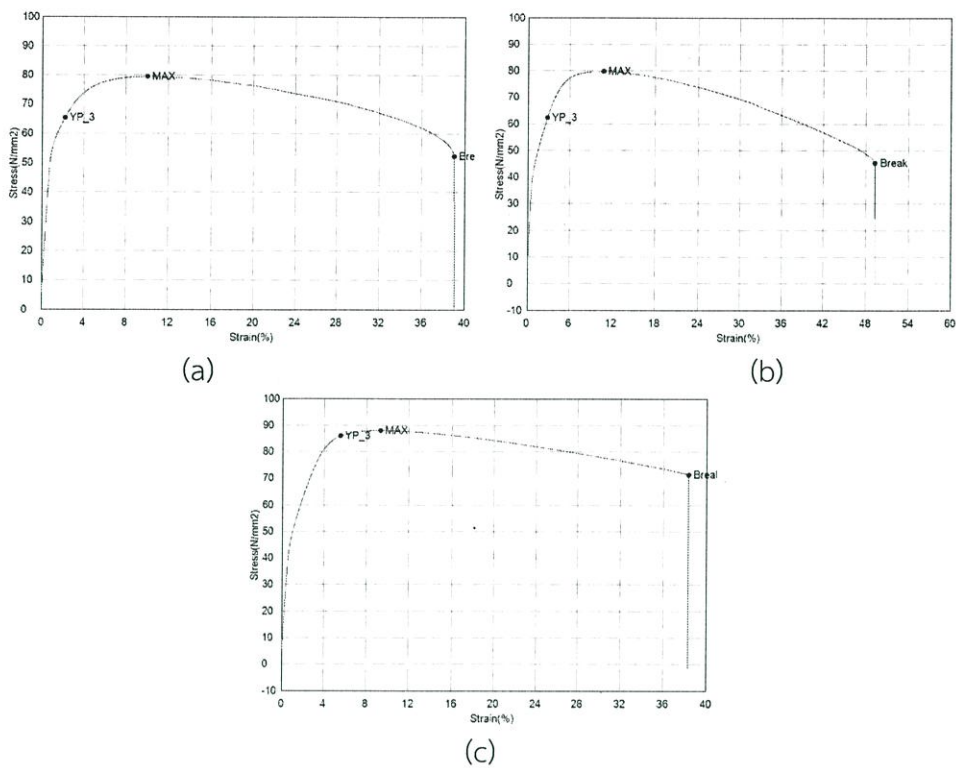 100
90
80
70
60
50
40
30
20
10
0
Stress(N/mm2)
YP_3
MAX
Bre
0 4 8 12 16 20 24 28 32 36 40
Strain(%)
(a)
100
90
80
70
60
50
40
30
20
10
0
-10
Stress(N/mm2)
YP_3
MAX
Break
0 6 12 18 24 30 36 42 48 54 60
Strain(%)
(b)
100
90
80
70
60
50
40
30
20
10
0
-10
Stress(N/mm2)
YP_3
MAX
Breal
0 4 8 12 16 20 24 28 32 36 40
Strain(%)
(c)